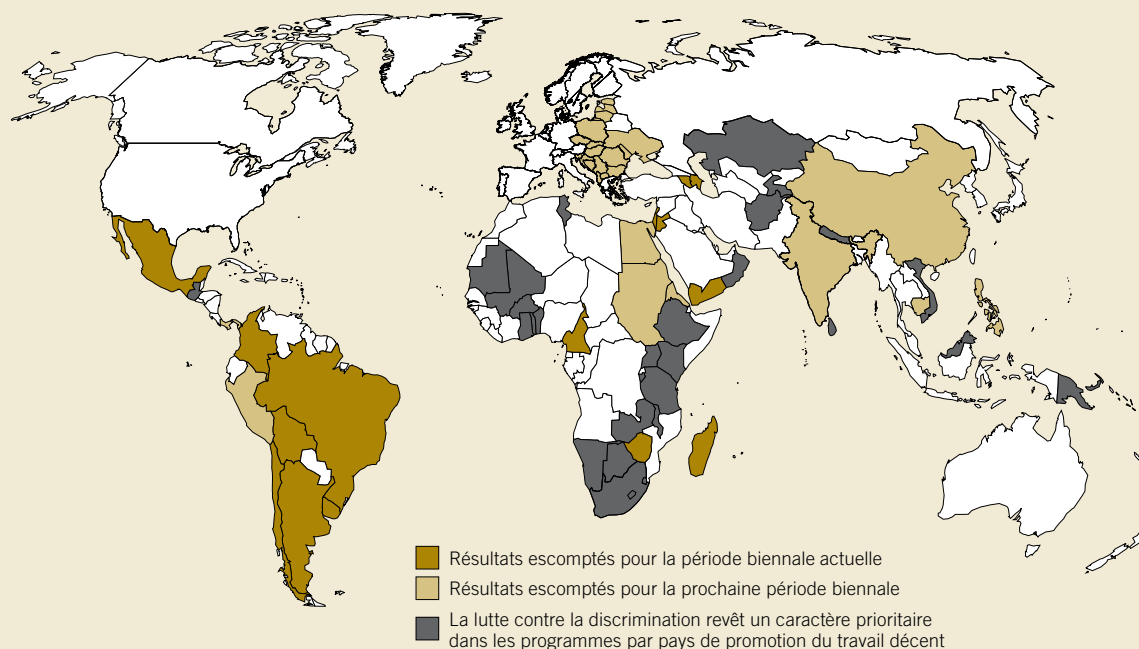 Résultats escomptés pour la période biennale actuelle
Résultats escomptés pour la prochaine période biennale
La lutte contre la discrimination revêt un caractère prioritaire
dans les programmes par pays de promotion du travail décent